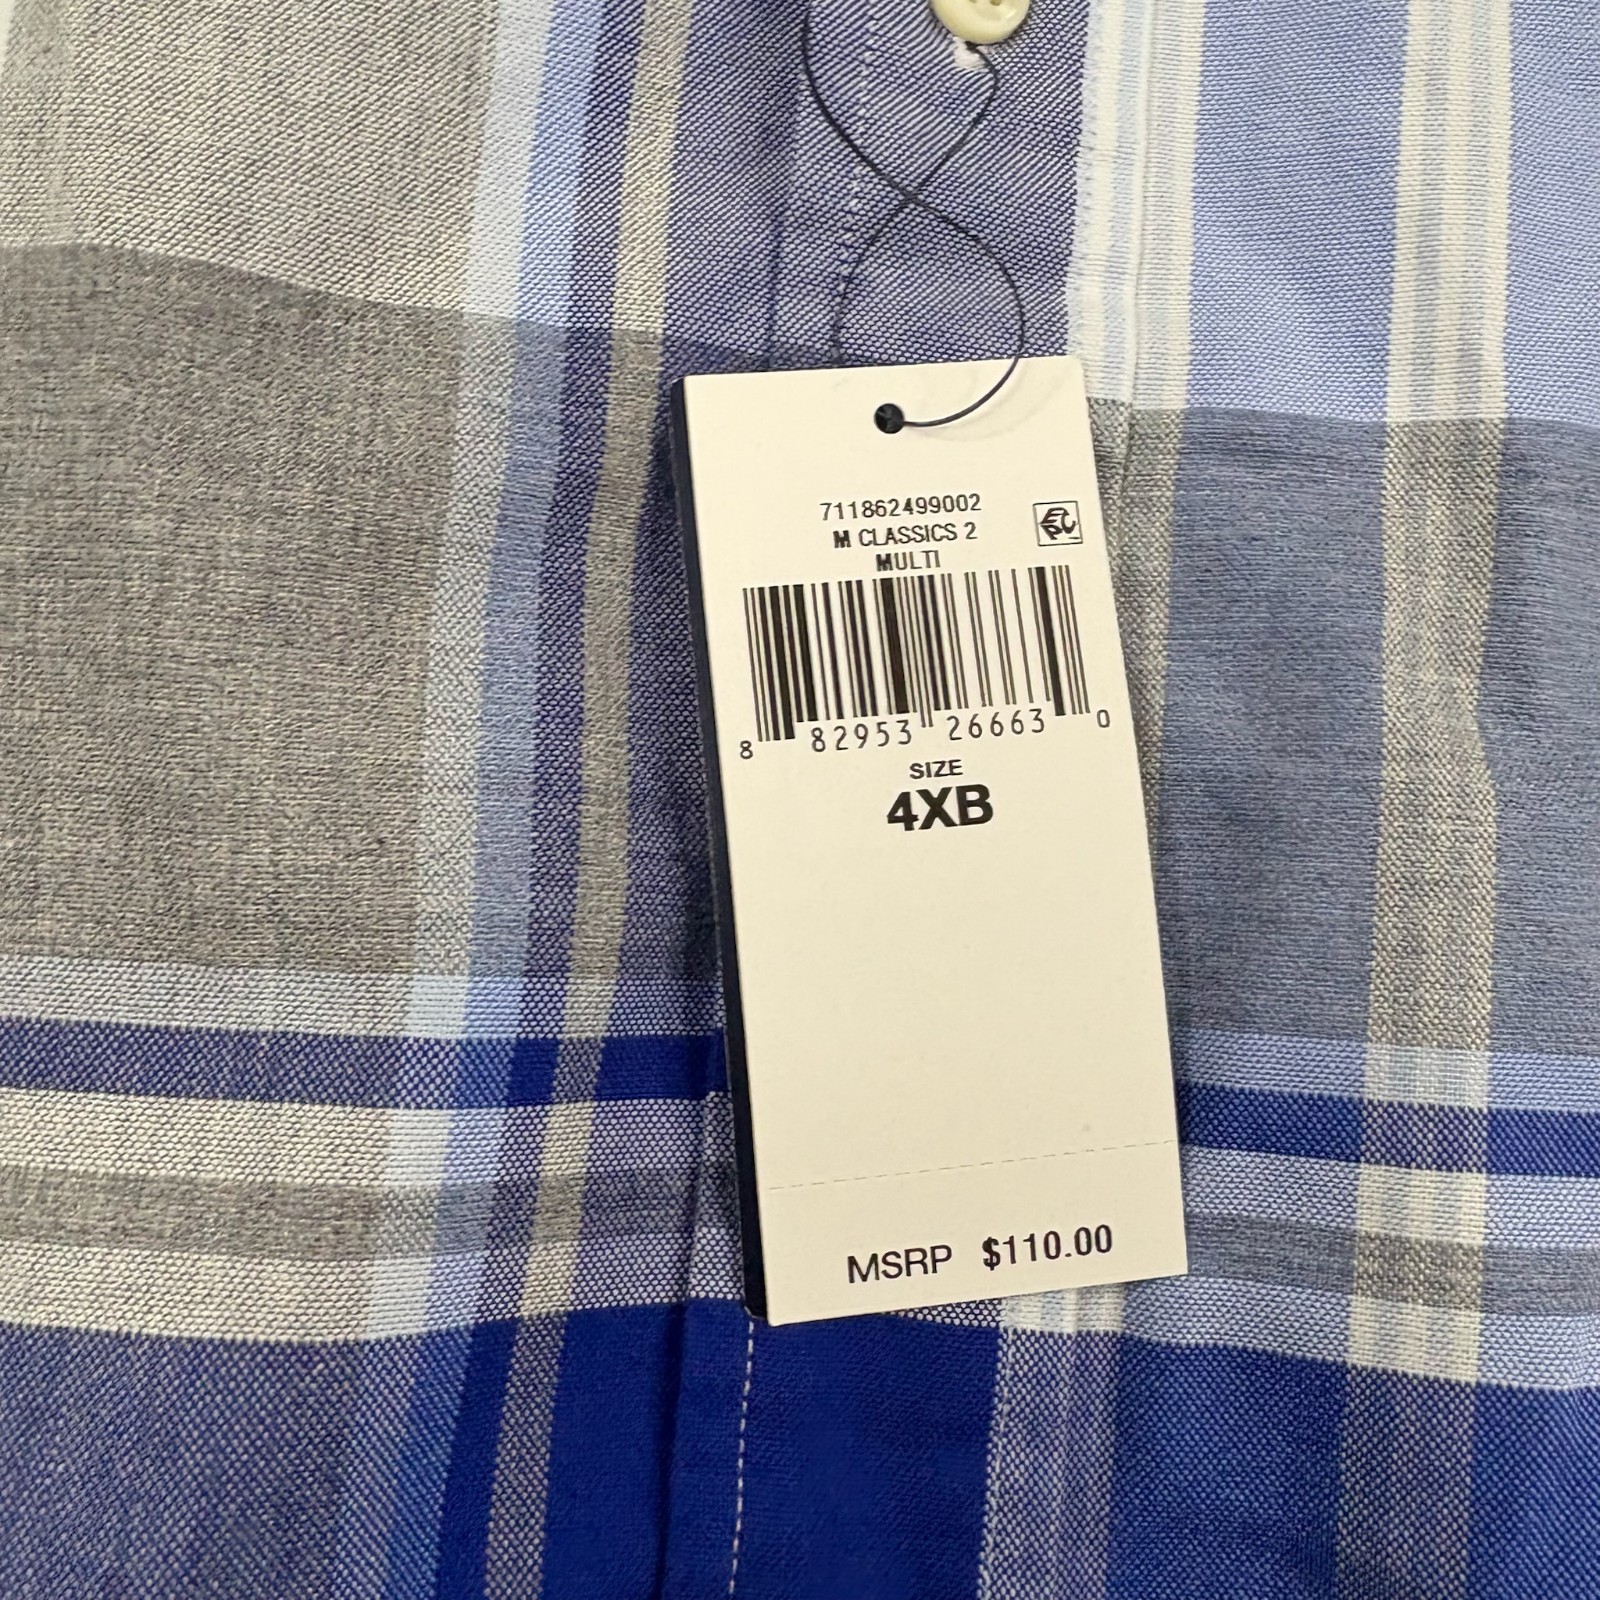 711862499002
M CLASSICS 2
MULTI
8 82953 26663 0
SIZE
4XB
MSRP $110.00